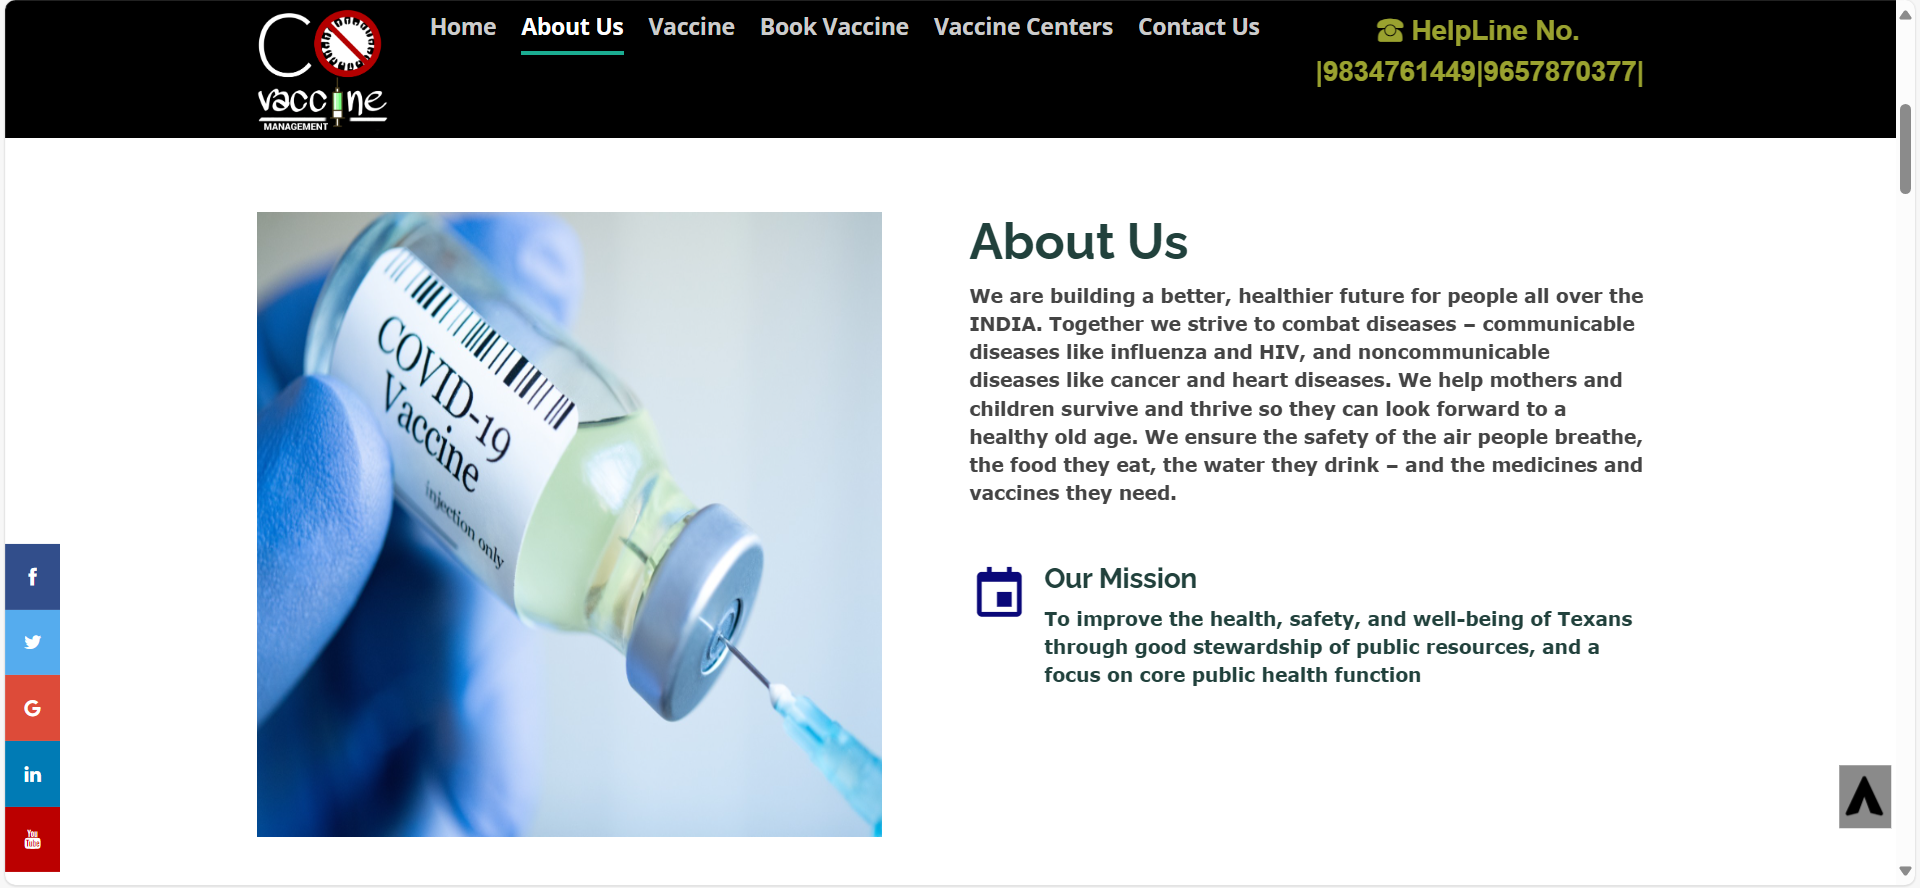 CO
vaccine
MANAGEMENT
Home About Us Vaccine Book Vaccine Vaccine Centers Contact Us
☎ HelpLine No.
|9834761449|9657870377|
COVID-19
Vaccine
injection only
About Us
We are building a better, healthier future for people all over the
INDIA. Together we strive to combat diseases – communicable
diseases like influenza and HIV, and noncommunicable
diseases like cancer and heart diseases. We help mothers and
children survive and thrive so they can look forward to a
healthy old age. We ensure the safety of the air people breathe,
the food they eat, the water they drink – and the medicines and
vaccines they need.
Our Mission
To improve the health, safety, and well-being of Texans
through good stewardship of public resources, and a
focus on core public health function
f
G
in
You
Tube